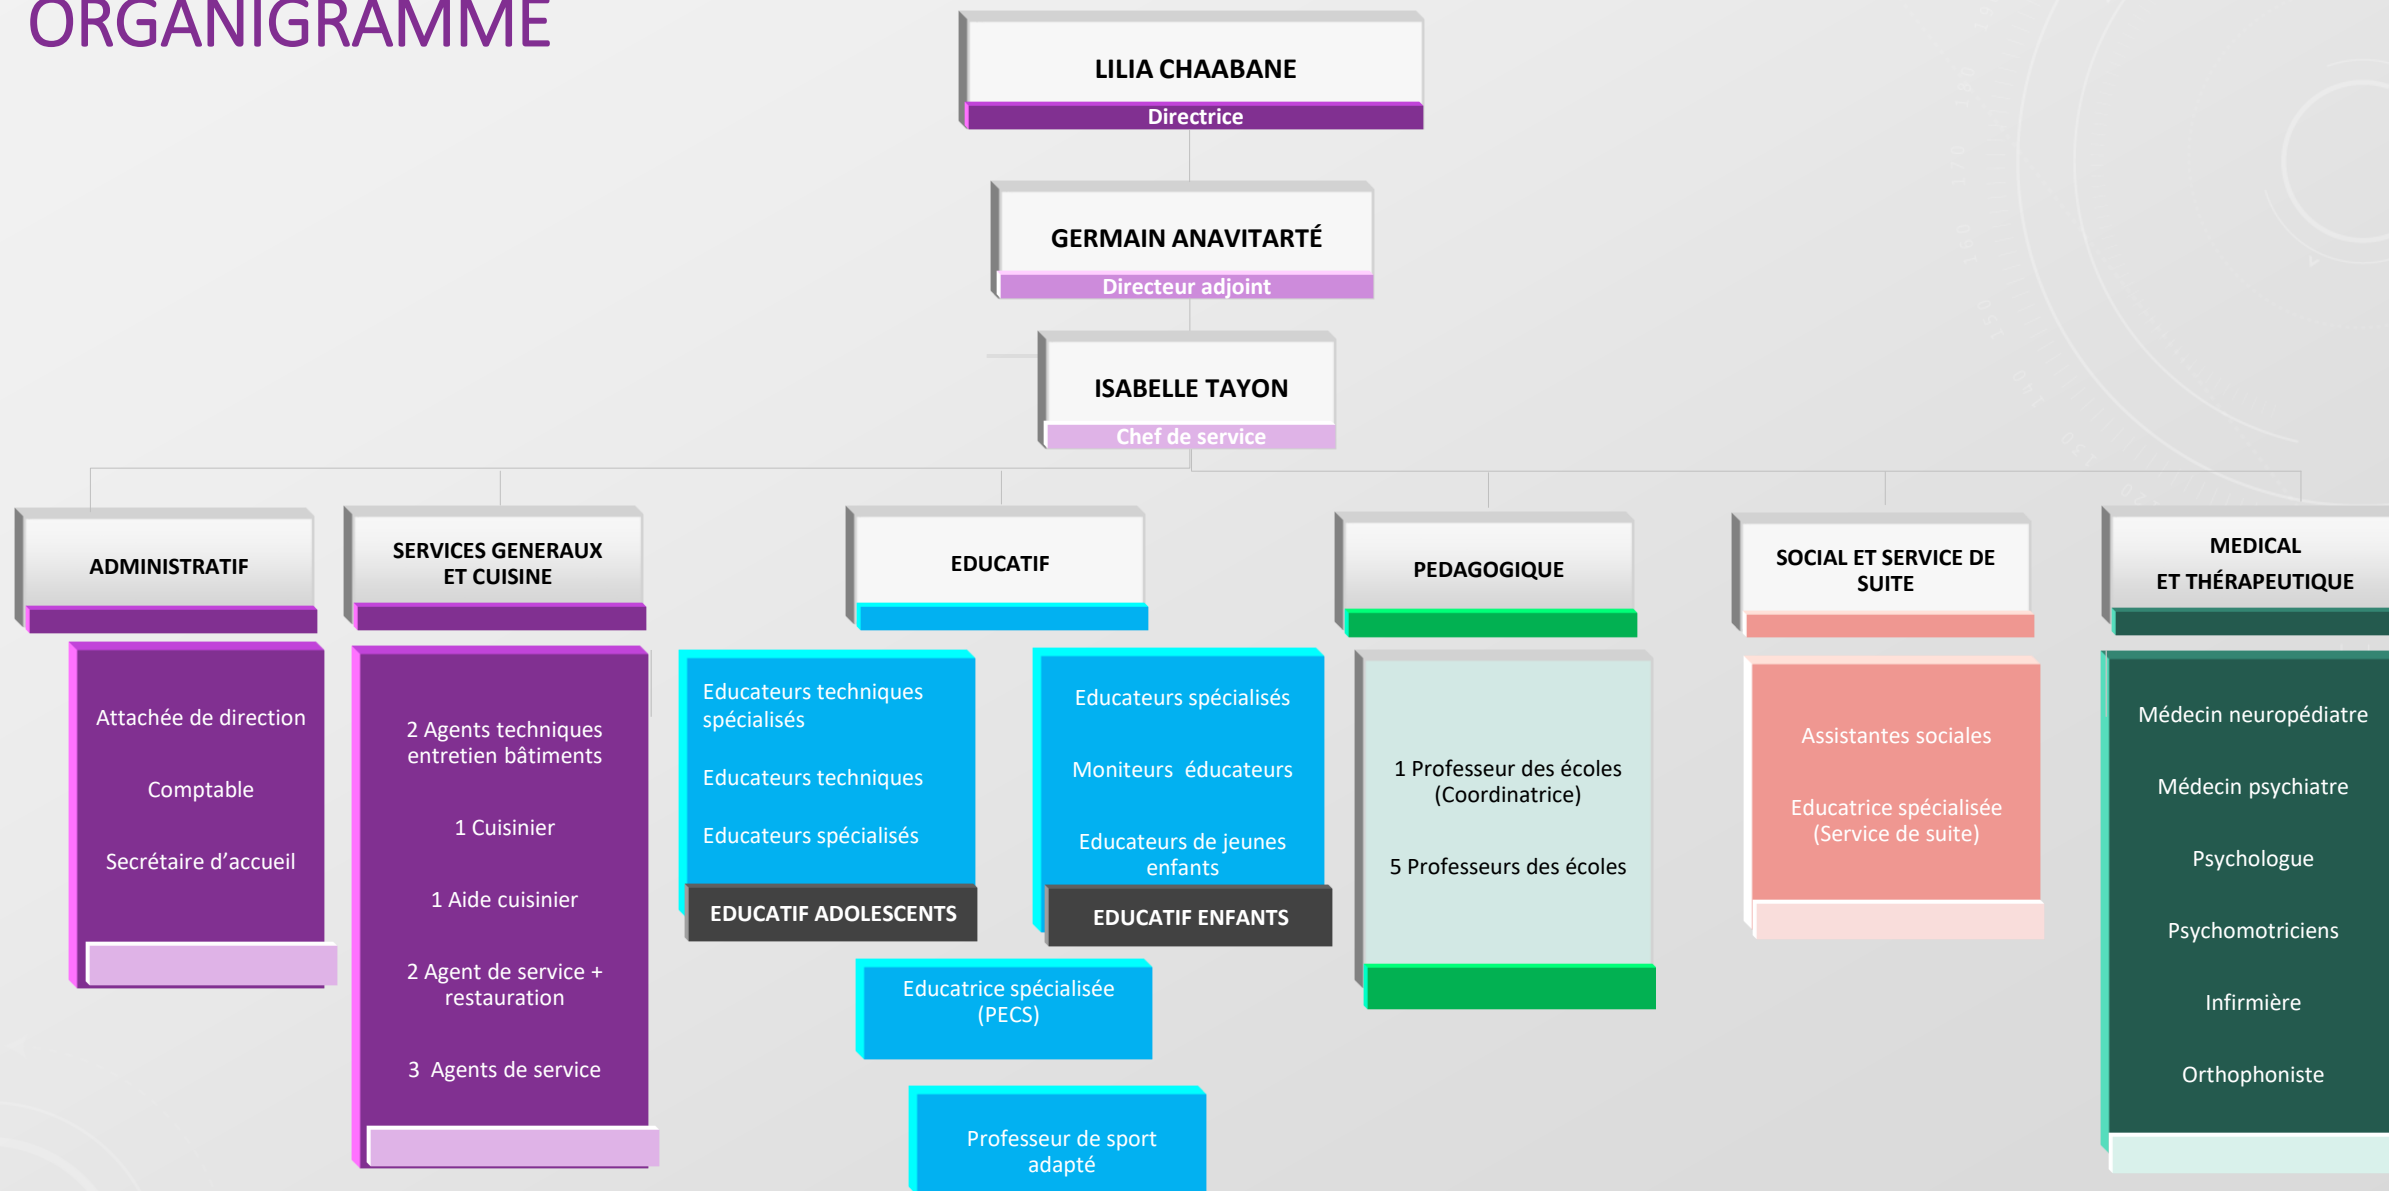 ORGANIGRAMME
LILIA CHAABANE
Directrice
GERMAIN ANAVITARTÉ
Directeur adjoint
ISABELLE TAYON
Chef de service
ADMINISTRATIF
Attachée de direction
Comptable
Secrétaire d’accueil
SERVICES GENERAUX
ET CUISINE
2 Agents techniques
entretien bâtiments
1 Cuisinier
1 Aide cuisinier
2 Agent de service +
restauration
3 Agents de service
EDUCATIF
Educateurs techniques
spécialisés
Educateurs techniques
Educateurs spécialisés
EDUCATIF ADOLESCENTS
Educateurs spécialisés
Moniteurs éducateurs
Educateurs de jeunes
enfants
EDUCATIF ENFANTS
Educatrice spécialisée
(PECS)
Professeur de sport
adapté
PEDAGOGIQUE
1 Professeur des écoles
(Coordinatrice)
5 Professeurs des écoles
SOCIAL ET SERVICE DE
SUITE
Assistantes sociales
Educatrice spécialisée
(Service de suite)
MEDICAL
ET THÉRAPEUTIQUE
Médecin neuropédiatre
Médecin psychiatre
Psychologue
Psychomotriciens
Infirmière
Orthophoniste